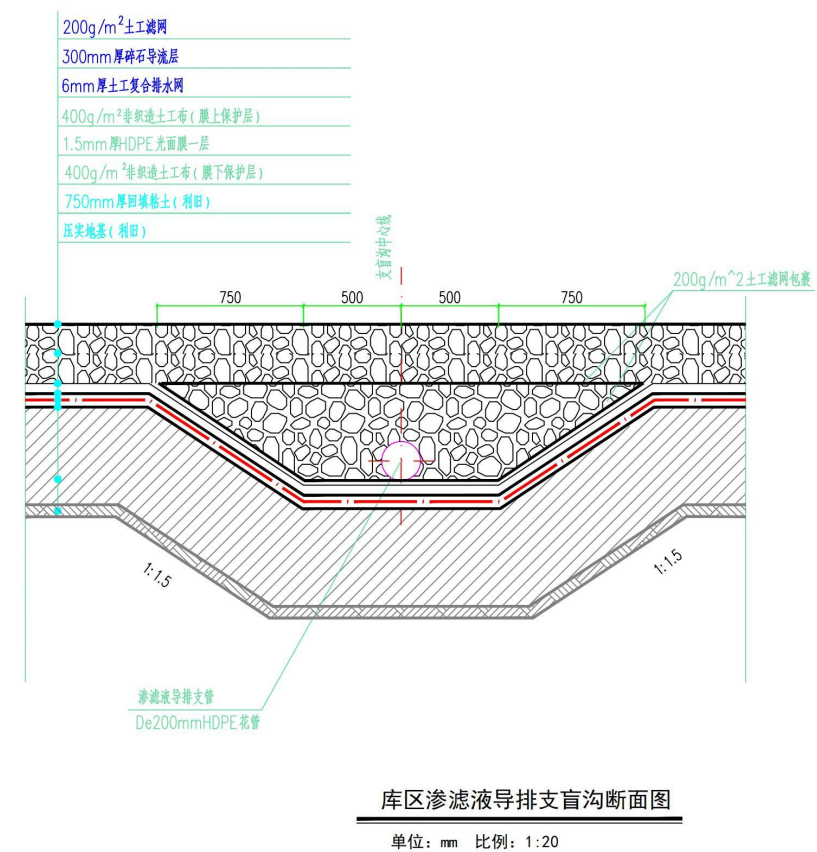 200g/m²土工滤网
300mm厚碎石导流层
6mm厚土工复合排水网
400g/m²非织造土工布(膜上保护层)
1.5mm厚HDPE光面膜一层
400g/m²非织造土工布(膜下保护层)
750mm厚回填粘土(利旧)
压实地基(利旧)
支盲沟中心线
200g/m^2土工滤网包裹
750
500
500
750
1:1.5
1:1.5
渗滤液导排支管
De200mmHDPE花管
库区渗滤液导排支盲沟断面图
单位: mm 比例: 1:20